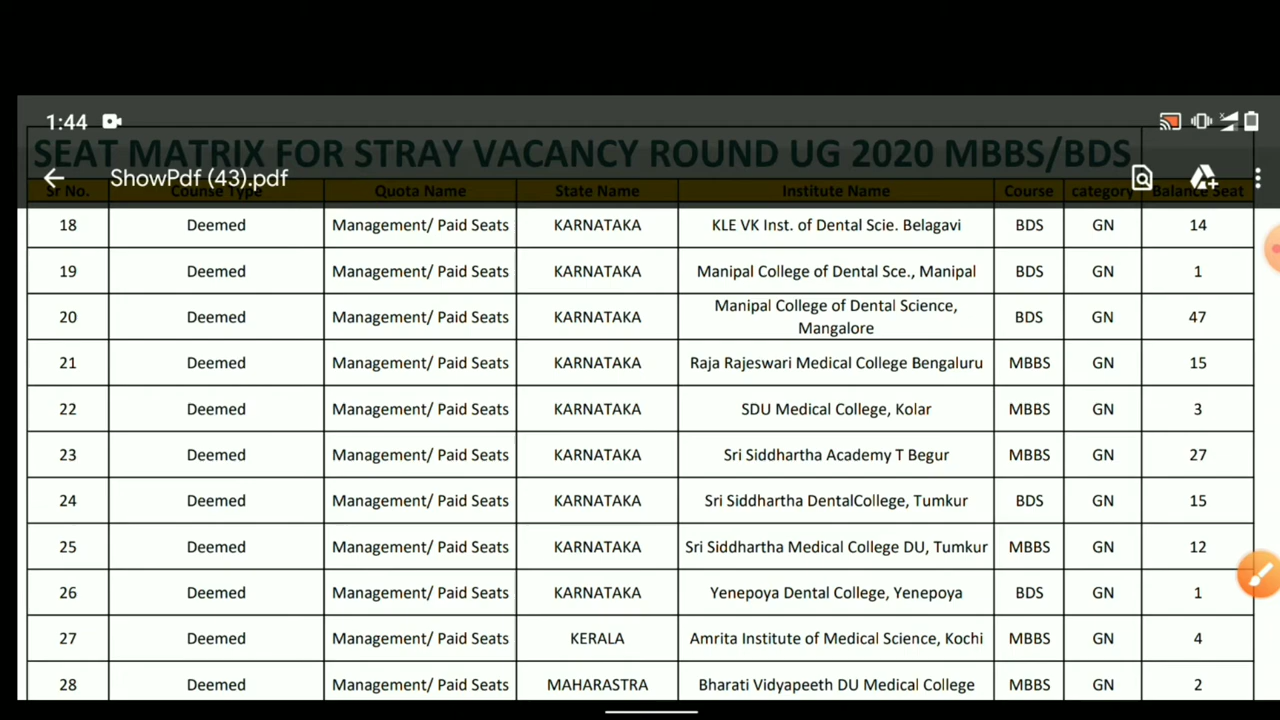 1:44
SEAT MATRIX FOR STRAY VACANCY ROUND UG 2020 MBBS/BDS
ShowPdf (43).pdf
Sr No. Counse Type Quota Name State Name Institute Name Course category Balance Seat
18 Deemed Management/ Paid Seats KARNATAKA KLE VK Inst. of Dental Scie. Belagavi BDS GN 14
19 Deemed Management/ Paid Seats KARNATAKA Manipal College of Dental Sce., Manipal BDS GN 1
20 Deemed Management/ Paid Seats KARNATAKA Manipal College of Dental Science, BDS GN 47
Mangalore
21 Deemed Management/ Paid Seats KARNATAKA Raja Rajeswari Medical College Bengaluru MBBS GN 15
22 Deemed Management/ Paid Seats KARNATAKA SDU Medical College, Kolar MBBS GN 3
23 Deemed Management/ Paid Seats KARNATAKA Sri Siddhartha Academy T Begur MBBS GN 27
24 Deemed Management/ Paid Seats KARNATAKA Sri Siddhartha DentalCollege, Tumkur BDS GN 15
25 Deemed Management/ Paid Seats KARNATAKA Sri Siddhartha Medical College DU, Tumkur MBBS GN 12
26 Deemed Management/ Paid Seats KARNATAKA Yenepoya Dental College, Yenepoya BDS GN 1
27 Deemed Management/ Paid Seats KERALA Amrita Institute of Medical Science, Kochi MBBS GN 4
28 Deemed Management/ Paid Seats MAHARASTRA Bharati Vidyapeeth DU Medical College MBBS GN 2